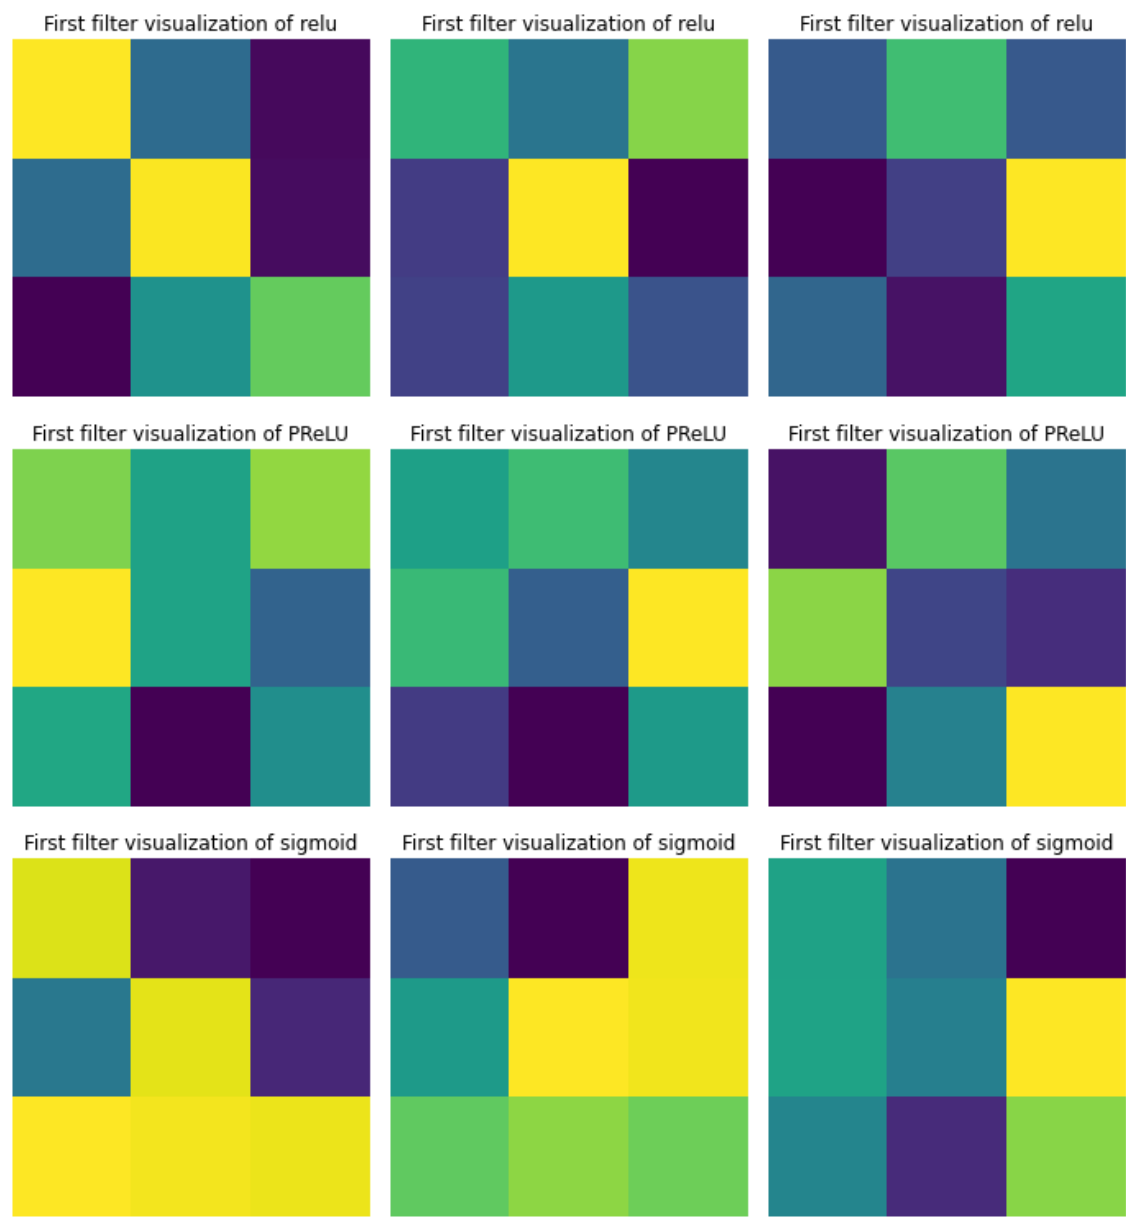 First filter visualization of relu
First filter visualization of relu
First filter visualization of relu
First filter visualization of PReLU
First filter visualization of PReLU
First filter visualization of PReLU
First filter visualization of sigmoid
First filter visualization of sigmoid
First filter visualization of sigmoid